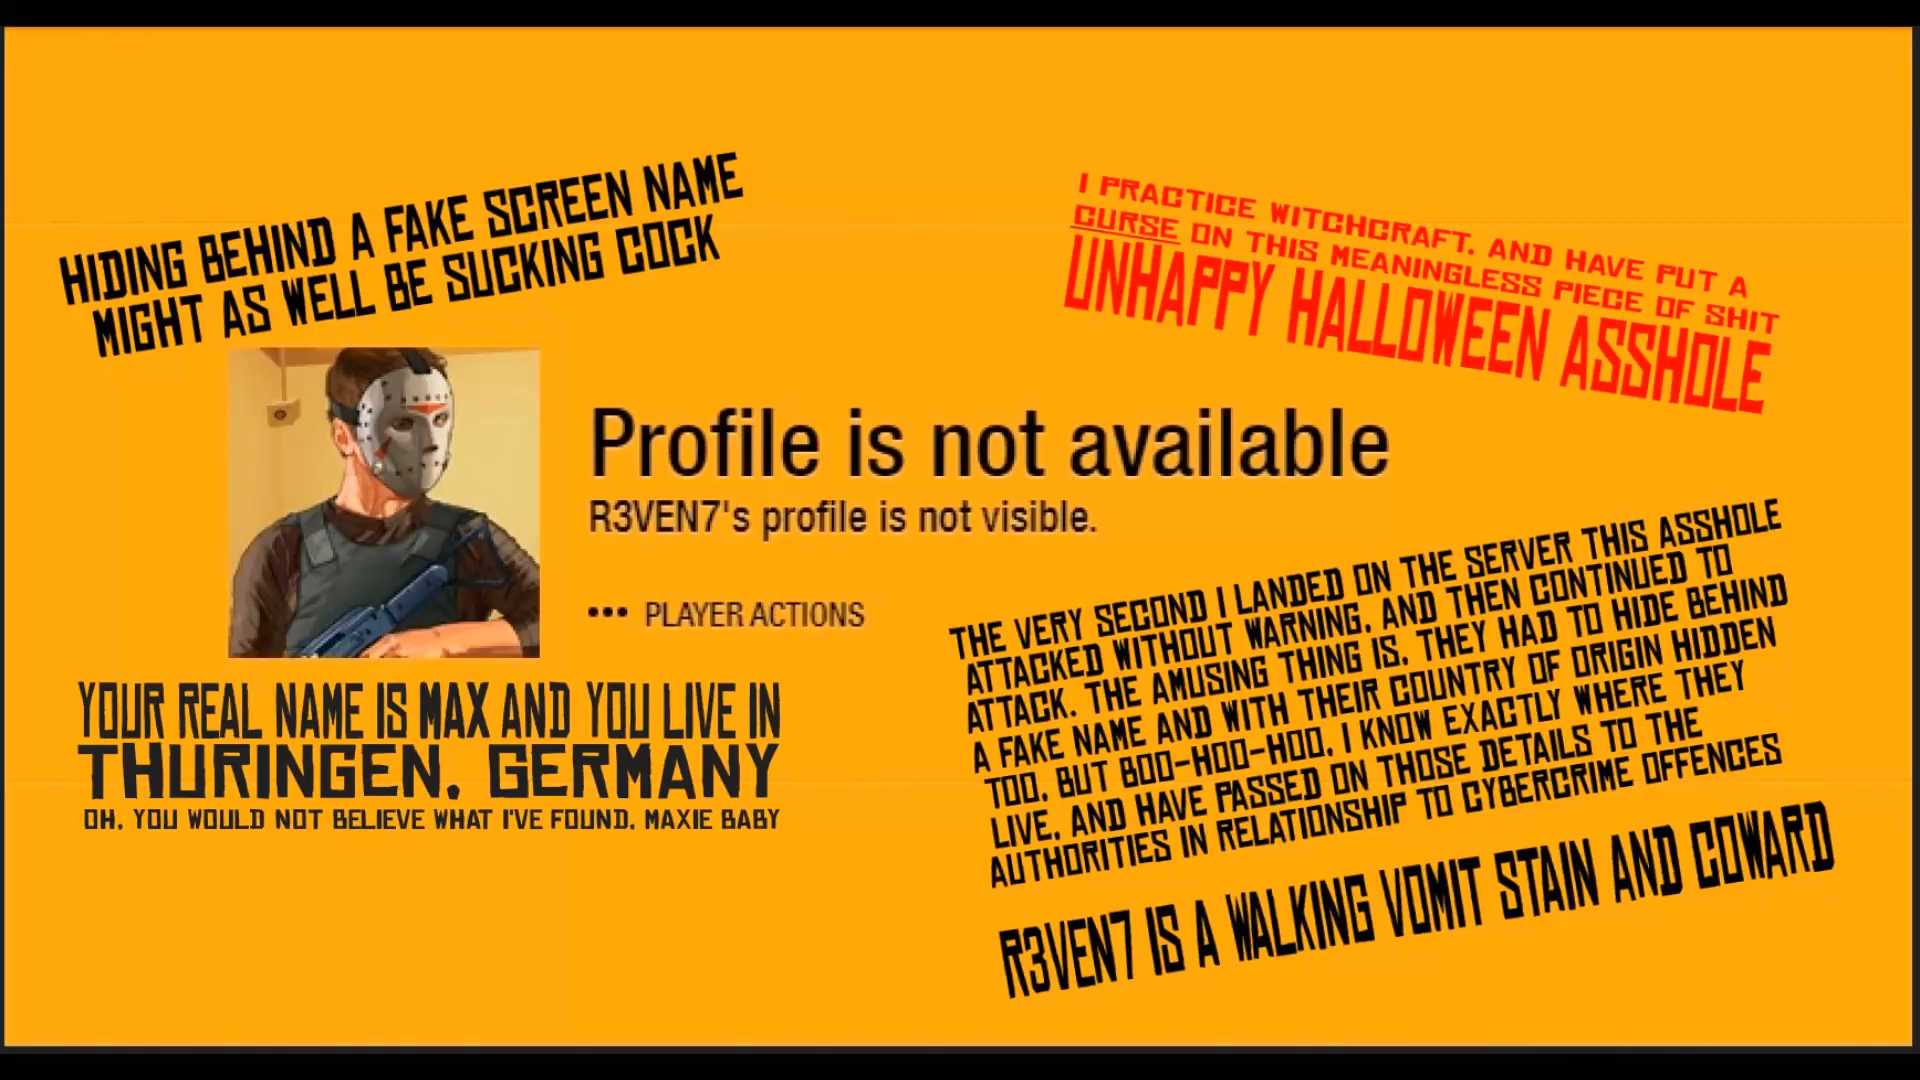 HIDING BEHIND A FAKE SCREEN NAME
MIGHT AS WELL BE SUCKING COCK
I PRACTICE WITCHCRAFT, AND HAVE PUT A
CURSE ON THIS MEANINGLESS PIECE OF SHIT
UNHAPPY HALLOWEEN ASSHOLE
Profile is not available
R3VEN7's profile is not visible.
••• PLAYER ACTIONS
YOUR REAL NAME IS MAX AND YOU LIVE IN
THURINGEN, GERMANY
OH, YOU WOULD NOT BELIEVE WHAT I'VE FOUND, MAXIE BABY
THE VERY SECOND I LANDED ON THE SERVER THIS ASSHOLE
ATTACKED WITHOUT WARNING, AND THEN CONTINUED TO
ATTACK. THE AMUSING THING IS, THEY HAD TO HIDE BEHIND
A FAKE NAME AND WITH THEIR COUNTRY OF ORIGIN HIDDEN
TOO, BUT BOO-HOO-HOO, I KNOW EXACTLY WHERE THEY
LIVE, AND HAVE PASSED ON THOSE DETAILS TO THE
AUTHORITIES IN RELATIONSHIP TO CYBERCRIME OFFENCES
R3VEN7 IS A WALKING VOMIT STAIN AND COWARD